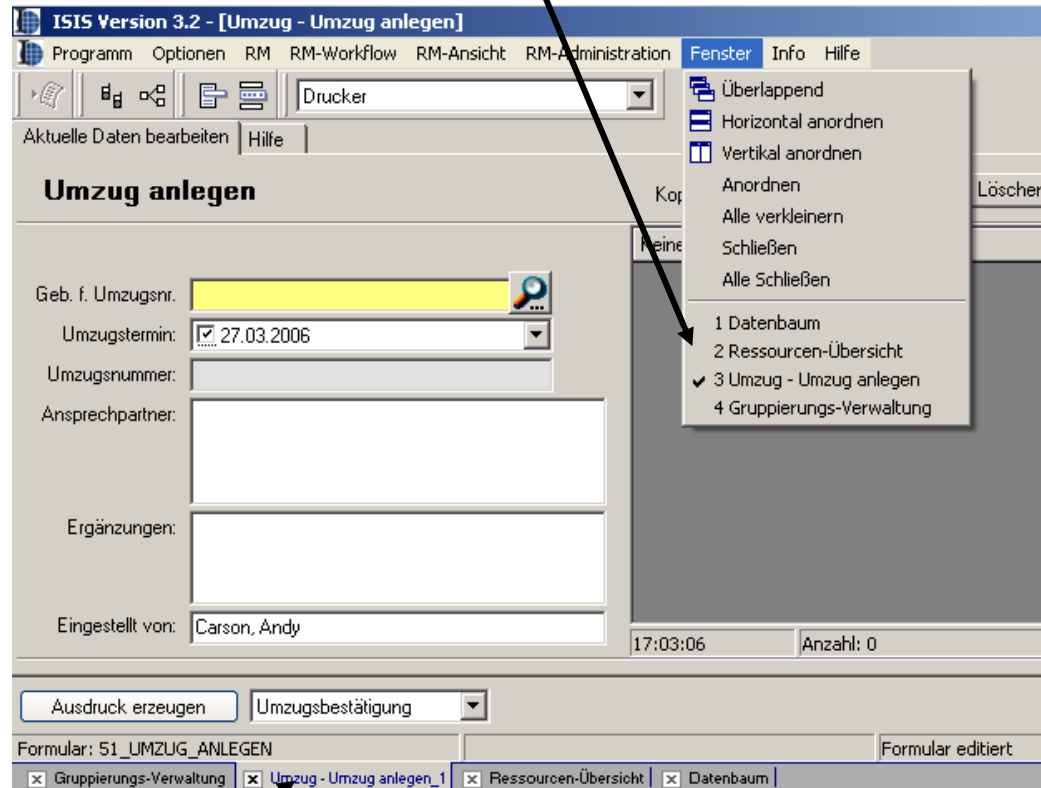 ISIS Version 3.2 - [Umzug - Umzug anlegen]
Programm Optionen RM RM-Workflow RM-Ansicht RM-Administration Fenster Info Hilfe
Drucker
Aktuelle Daten bearbeiten Hilfe
Überlappend
Horizontal anordnen
Vertikal anordnen
Anordnen
Alle verkleinern
Schließen
Alle Schließen
1 Datenbaum
2 Ressourcen-Übersicht
3 Umzug - Umzug anlegen
4 Gruppierungs-Verwaltung
Umzug anlegen
Löschen
Keine
Geb. f. Umzugsnr.
Umzugstermin: 27.03.2006
Umzugsnummer:
Ansprechpartner:
Ergänzungen:
Eingestellt von: Carson, Andy
17:03:06 Anzahl: 0
Ausdruck erzeugen Umzugsbestätigung
Formular: 51_UMZUG_ANLEGEN Formular editiert
Gruppierungs-Verwaltung Umzug - Umzug anlegen_1 Ressourcen-Übersicht Datenbaum